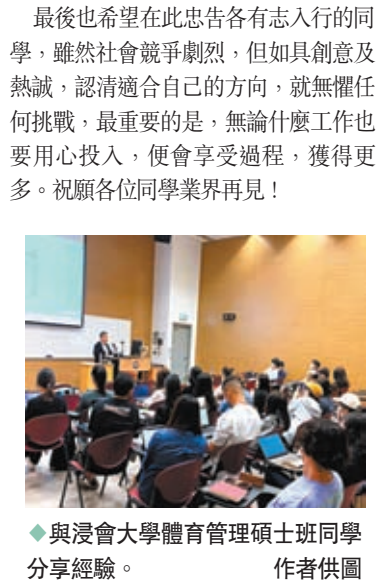 最後也希望在此忠告各有志入行的同
學，雖然社會競爭劇烈，但如具創意及
熱誠，認清適合自己的方向，就無懼任
何挑戰，最重要的是，無論什麼工作也
要用心投入，便會享受過程，獲得更
多。祝願各位同學業界再見！
◆與浸會大學體育管理碩士班同學
分享經驗。 作者供圖